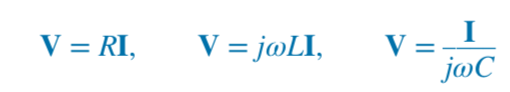 V = RI, V = jωLI, V = I/jωC